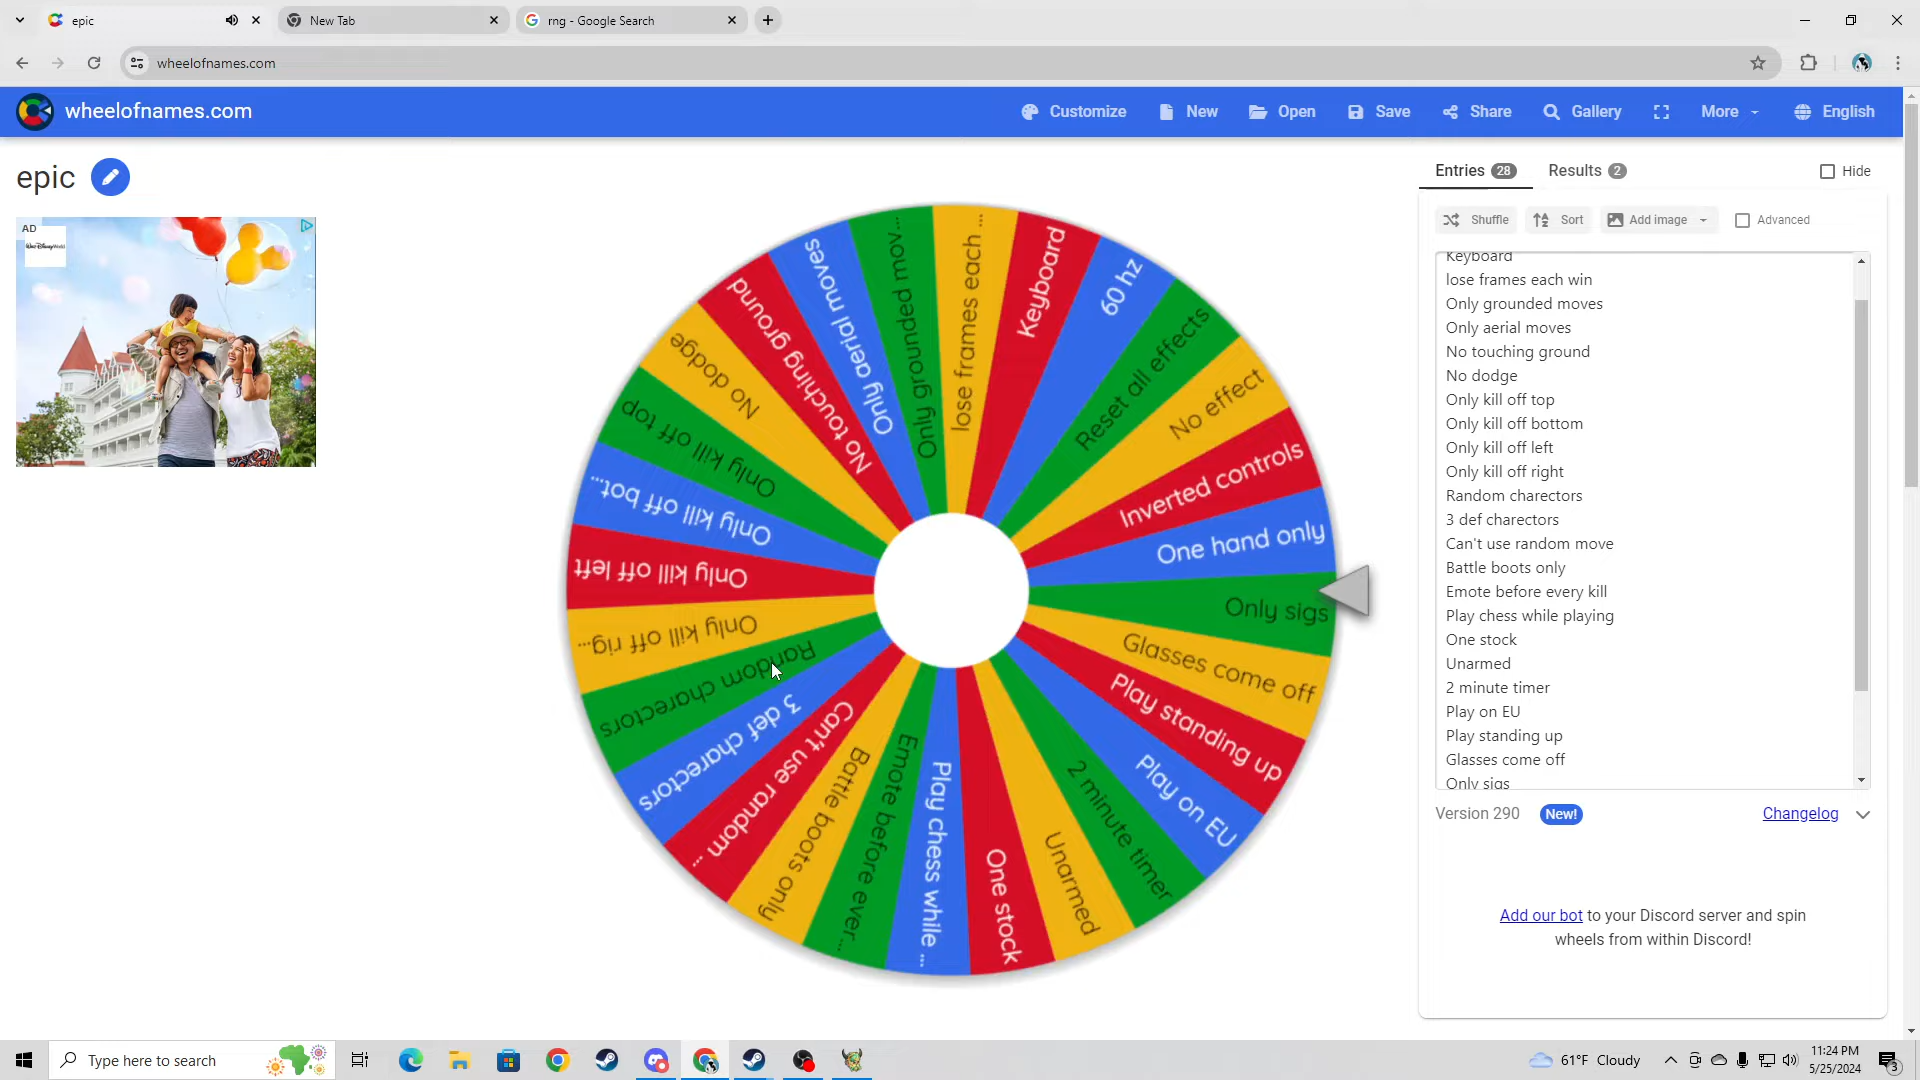 epic
New Tab
rng - Google Search
wheelofnames.com
wheelofnames.com
Customize
New
Open
Save
Share
Gallery
More
English
epic
AD
Walt Disney World
Entries 28
Results 2
Hide
Shuffle
Sort
Add image
Advanced
Keyboard
lose frames each win
Only grounded moves
Only aerial moves
No touching ground
No dodge
Only kill off top
Only kill off bottom
Only kill off left
Only kill off right
Random charectors
3 def charectors
Can't use random move
Battle boots only
Emote before every kill
Play chess while playing
One stock
Unarmed
2 minute timer
Play on EU
Play standing up
Glasses come off
Only sigs
lose frames each ...
Keyboard
60 hz
Reset all effects
No effect
Inverted controls
One hand only
Only sigs
Glasses come off
Play standing up
Play on EU
2 minute timer
Unarmed
One stock
Play chess while ...
Emote before ever...
Battle boots only
Can't use random ...
3 def charectors
Random charectors
Only kill off rig...
Only kill off left
Only kill off bot...
Only kill off top
No dodge
No touching ground
Only aerial moves
Only grounded mov...
Version 290
New!
Changelog
Add our bot to your Discord server and spin
wheels from within Discord!
Type here to search
61°F Cloudy
11:24 PM
5/25/2024
3